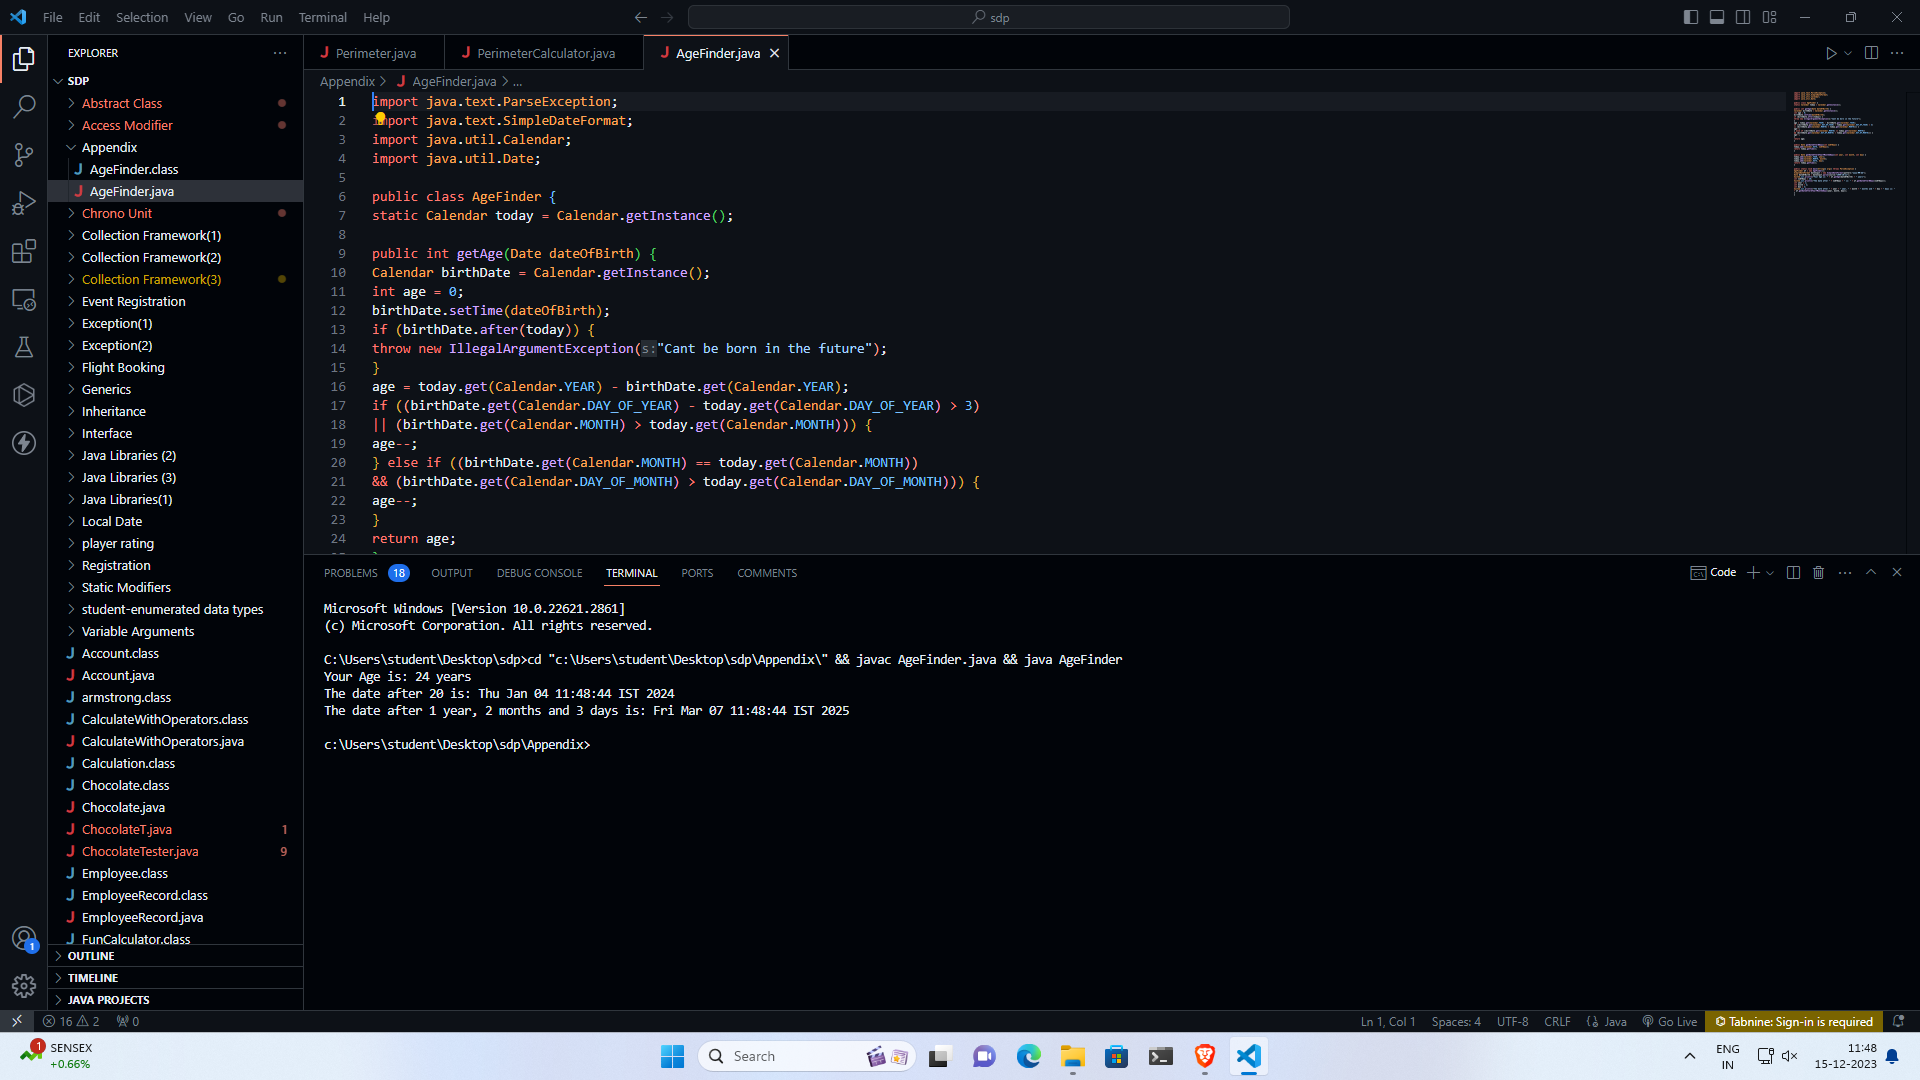 File Edit Selection View Go Run Terminal Help
sdp
EXPLORER
SDP
Abstract Class
Access Modifier
Appendix
AgeFinder.class
AgeFinder.java
Chrono Unit
Collection Framework(1)
Collection Framework(2)
Collection Framework(3)
Event Registration
Exception(1)
Exception(2)
Flight Booking
Generics
Inheritance
Interface
Java Libraries (2)
Java Libraries (3)
Java Libraries(1)
Local Date
player rating
Registration
Static Modifiers
student-enumerated data types
Variable Arguments
Account.class
Account.java
armstrong.class
CalculateWithOperators.class
CalculateWithOperators.java
Calculation.class
Chocolate.class
Chocolate.java
ChocolateT.java 1
ChocolateTester.java 9
Employee.class
EmployeeRecord.class
EmployeeRecord.java
FunCalculator.class
OUTLINE
TIMELINE
JAVA PROJECTS
Perimeter.java PerimeterCalculator.java AgeFinder.java
Appendix > AgeFinder.java > ...
1 import java.text.ParseException;
2 import java.text.SimpleDateFormat;
3 import java.util.Calendar;
4 import java.util.Date;
5
6 public class AgeFinder {
7 static Calendar today = Calendar.getInstance();
8
9 public int getAge(Date dateOfBirth) {
10 Calendar birthDate = Calendar.getInstance();
11 int age = 0;
12 birthDate.setTime(dateOfBirth);
13 if (birthDate.after(today)) {
14 throw new IllegalArgumentException(s:"Cant be born in the future");
15 }
16 age = today.get(Calendar.YEAR) - birthDate.get(Calendar.YEAR);
17 if ((birthDate.get(Calendar.DAY_OF_YEAR) - today.get(Calendar.DAY_OF_YEAR) > 3)
18 || (birthDate.get(Calendar.MONTH) > today.get(Calendar.MONTH))) {
19 age--;
20 } else if ((birthDate.get(Calendar.MONTH) == today.get(Calendar.MONTH))
21 && (birthDate.get(Calendar.DAY_OF_MONTH) > today.get(Calendar.DAY_OF_MONTH))) {
22 age--;
23 }
24 return age;
PROBLEMS 18 OUTPUT DEBUG CONSOLE TERMINAL PORTS COMMENTS
Code
Microsoft Windows [Version 10.0.22621.2861]
(c) Microsoft Corporation. All rights reserved.
C:\Users\student\Desktop\sdp>cd "c:\Users\student\Desktop\sdp\Appendix\" && javac AgeFinder.java && java AgeFinder
Your Age is: 24 years
The date after 20 is: Thu Jan 04 11:48:44 IST 2024
The date after 1 year, 2 months and 3 days is: Fri Mar 07 11:48:44 IST 2025
c:\Users\student\Desktop\sdp\Appendix>
1
16 2 0
Ln 1, Col 1 Spaces: 4 UTF-8 CRLF {} Java Go Live Tabnine: Sign-in is required
1 SENSEX
+0.66%
Search
ENG
IN
11:48
15-12-2023